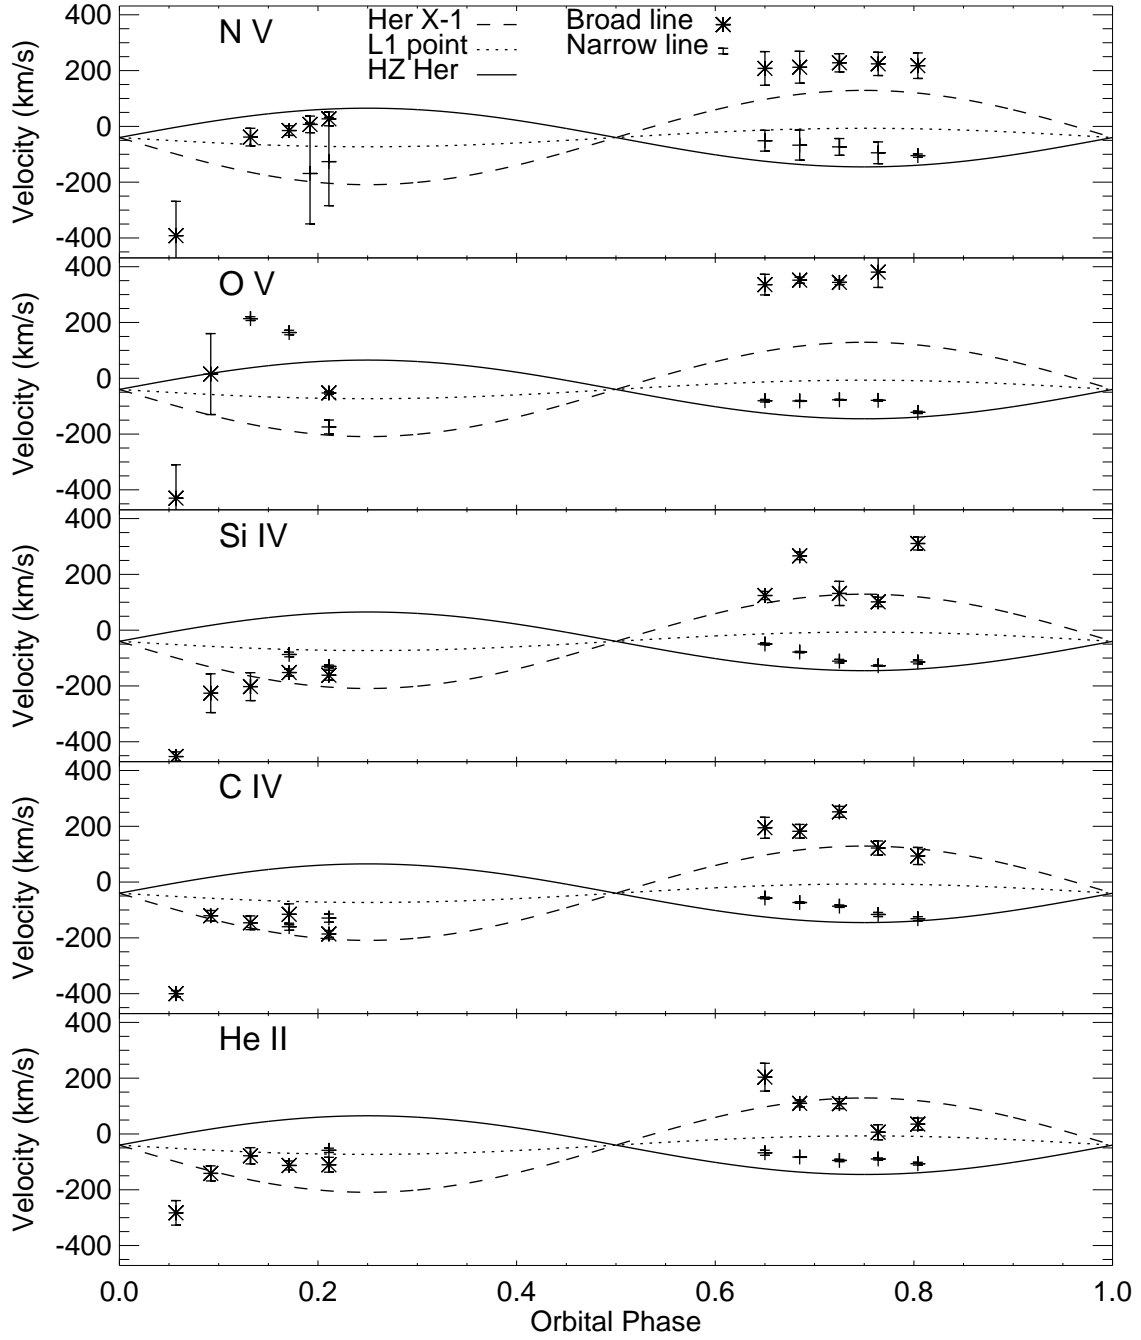 N V
Her X-1
L1 point
HZ Her
Broad line
Narrow line
400
200
0
-200
-400
Velocity (km/s)
O V
400
200
0
-200
-400
Velocity (km/s)
Si IV
400
200
0
-200
-400
Velocity (km/s)
C IV
400
200
0
-200
-400
Velocity (km/s)
He II
400
200
0
-200
-400
Velocity (km/s)
0.0 0.2 0.4 0.6 0.8 1.0
Orbital Phase